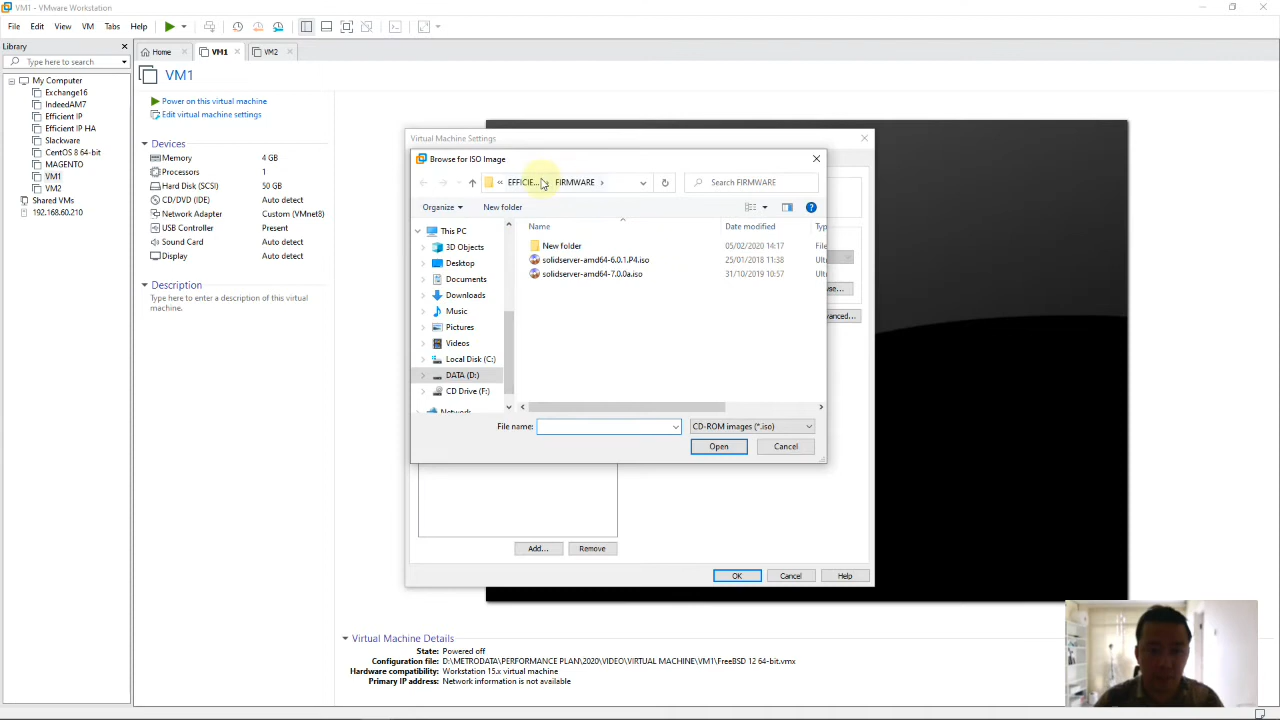 VM1 - VMware Workstation
File Edit View VM Tabs Help
Library
Type here to search
My Computer
Exchange16
IndeedAM7
Efficient IP
Efficient IP HA
Slackware
CentOS 8 64-bit
MAGENTO
VM1
VM2
Shared VMs
192.168.60.210
Home VM1 VM2
VM1
Power on this virtual machine
Edit virtual machine settings
Devices
Memory 4 GB
Processors 1
Hard Disk (SCSI) 50 GB
CD/DVD (IDE) Auto detect
Network Adapter Custom (VMnet8)
USB Controller Present
Sound Card Auto detect
Display Auto detect
Description
Type here to enter a description of this virtual
machine.
Virtual Machine Settings
Browse for ISO Image
« EFFICIE... FIRMWARE Search FIRMWARE
Organize New folder
This PC
3D Objects
Desktop
Documents
Downloads
Music
Pictures
Videos
Local Disk (C:)
DATA (D:)
CD Drive (F:)
Network
Name Date modified Typ
New folder 05/02/2020 14:17 File
solidserver-amd64-6.0.1.P4.iso 25/01/2018 11:38 Ultr
solidserver-amd64-7.0.0a.iso 31/10/2019 10:57 Ultr
File name: CD-ROM images (*.iso)
Open Cancel
Add... Remove
OK Cancel Help
Virtual Machine Details
State: Powered off
Configuration file: D:\METRODATA\PERFORMANCE PLAN\2020\VIDEO\VIRTUAL MACHINE\VM1\FreeBSD 12 64-bit.vmx
Hardware compatibility: Workstation 15.x virtual machine
Primary IP address: Network information is not available